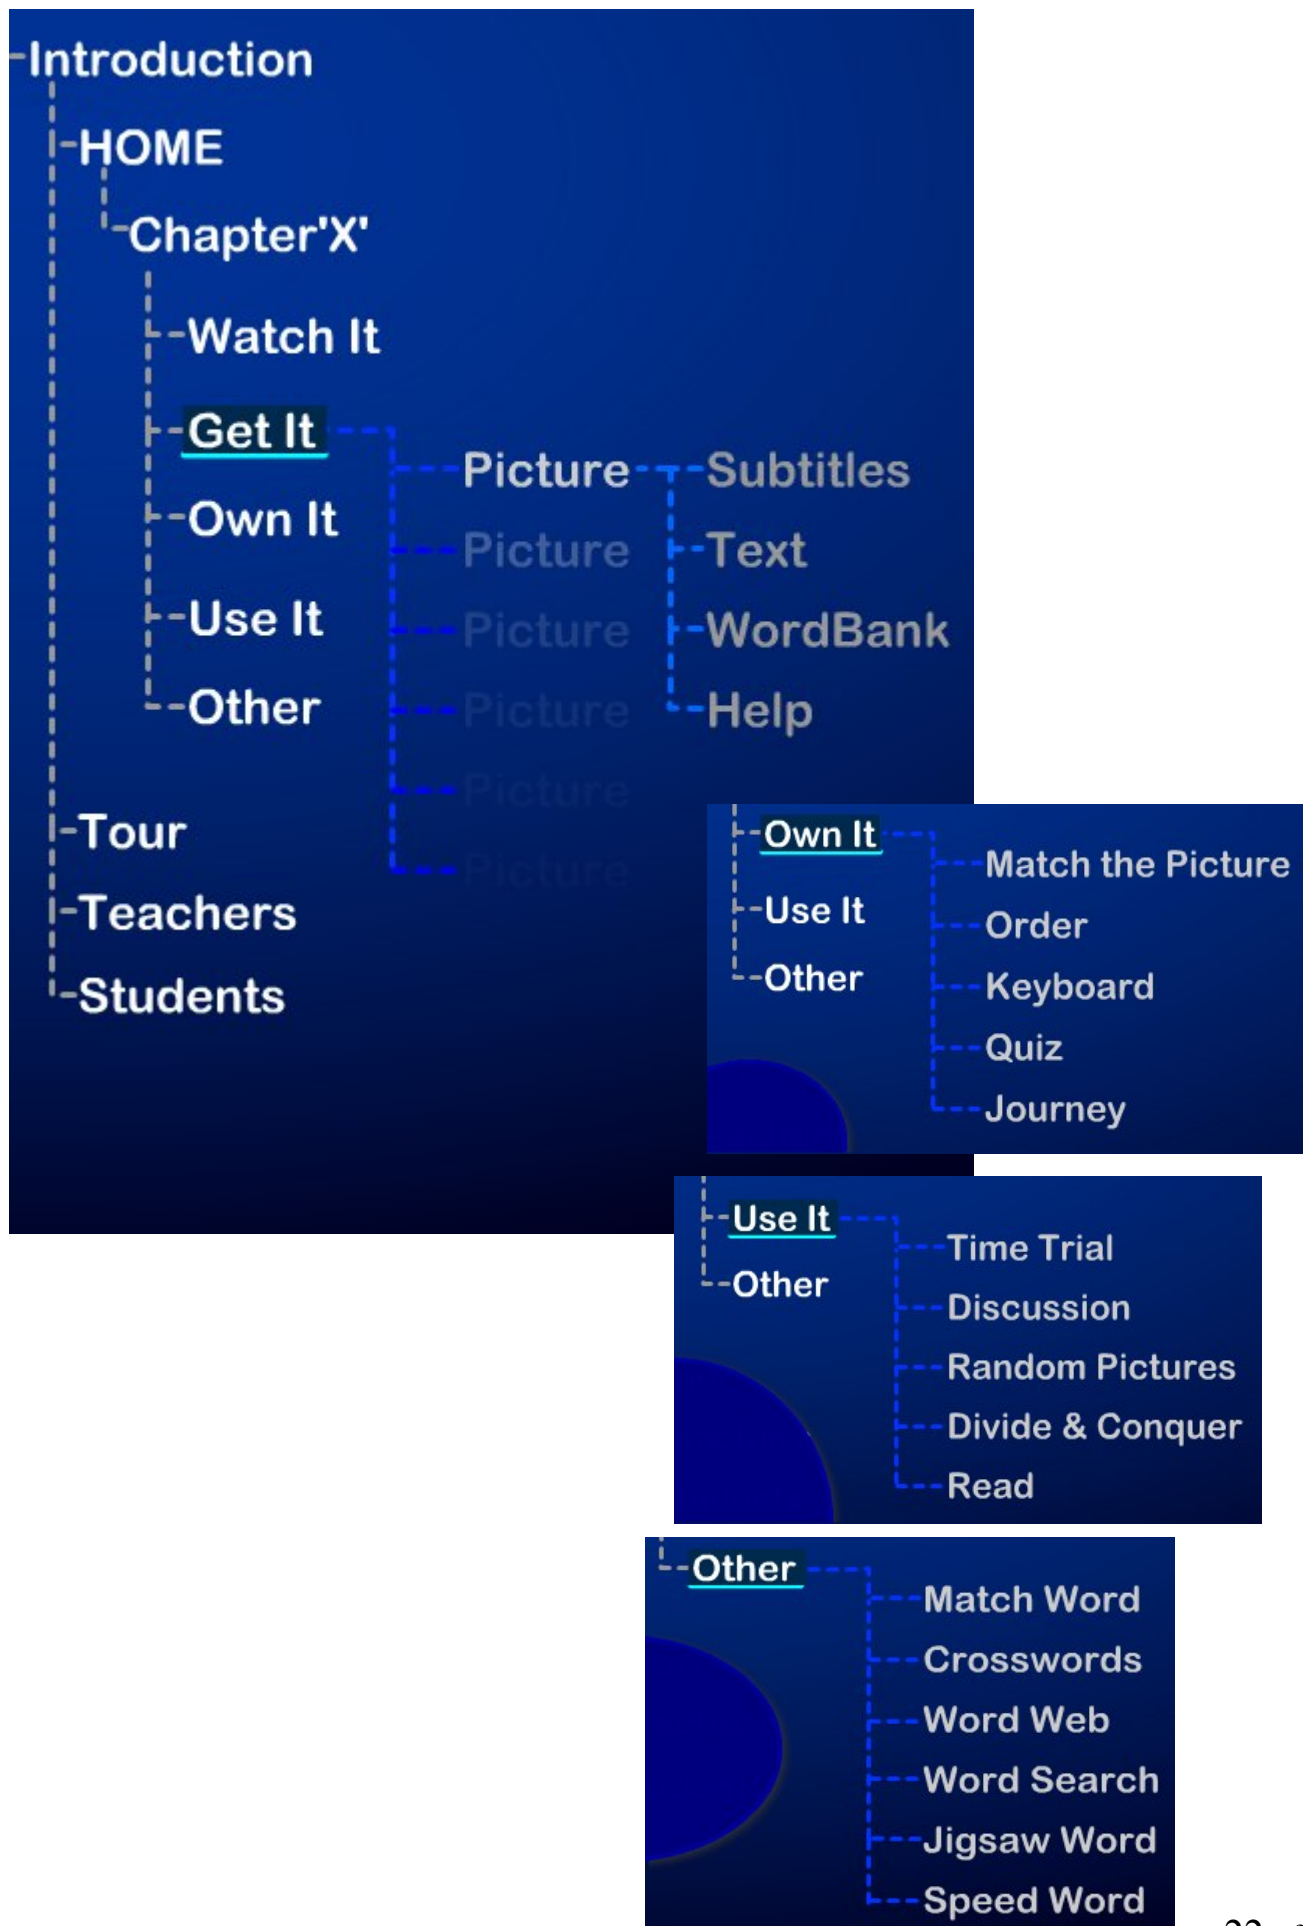 Introduction
HOME
Chapter'X'
Watch It
Get It
Own It
Use It
Other
Picture
Picture
Picture
Picture
Picture
Picture
Subtitles
Text
WordBank
Help
Tour
Teachers
Students
Own It
Use It
Other
Match the Picture
Order
Keyboard
Quiz
Journey
Use It
Other
Time Trial
Discussion
Random Pictures
Divide & Conquer
Read
Other
Match Word
Crosswords
Word Web
Word Search
Jigsaw Word
Speed Word